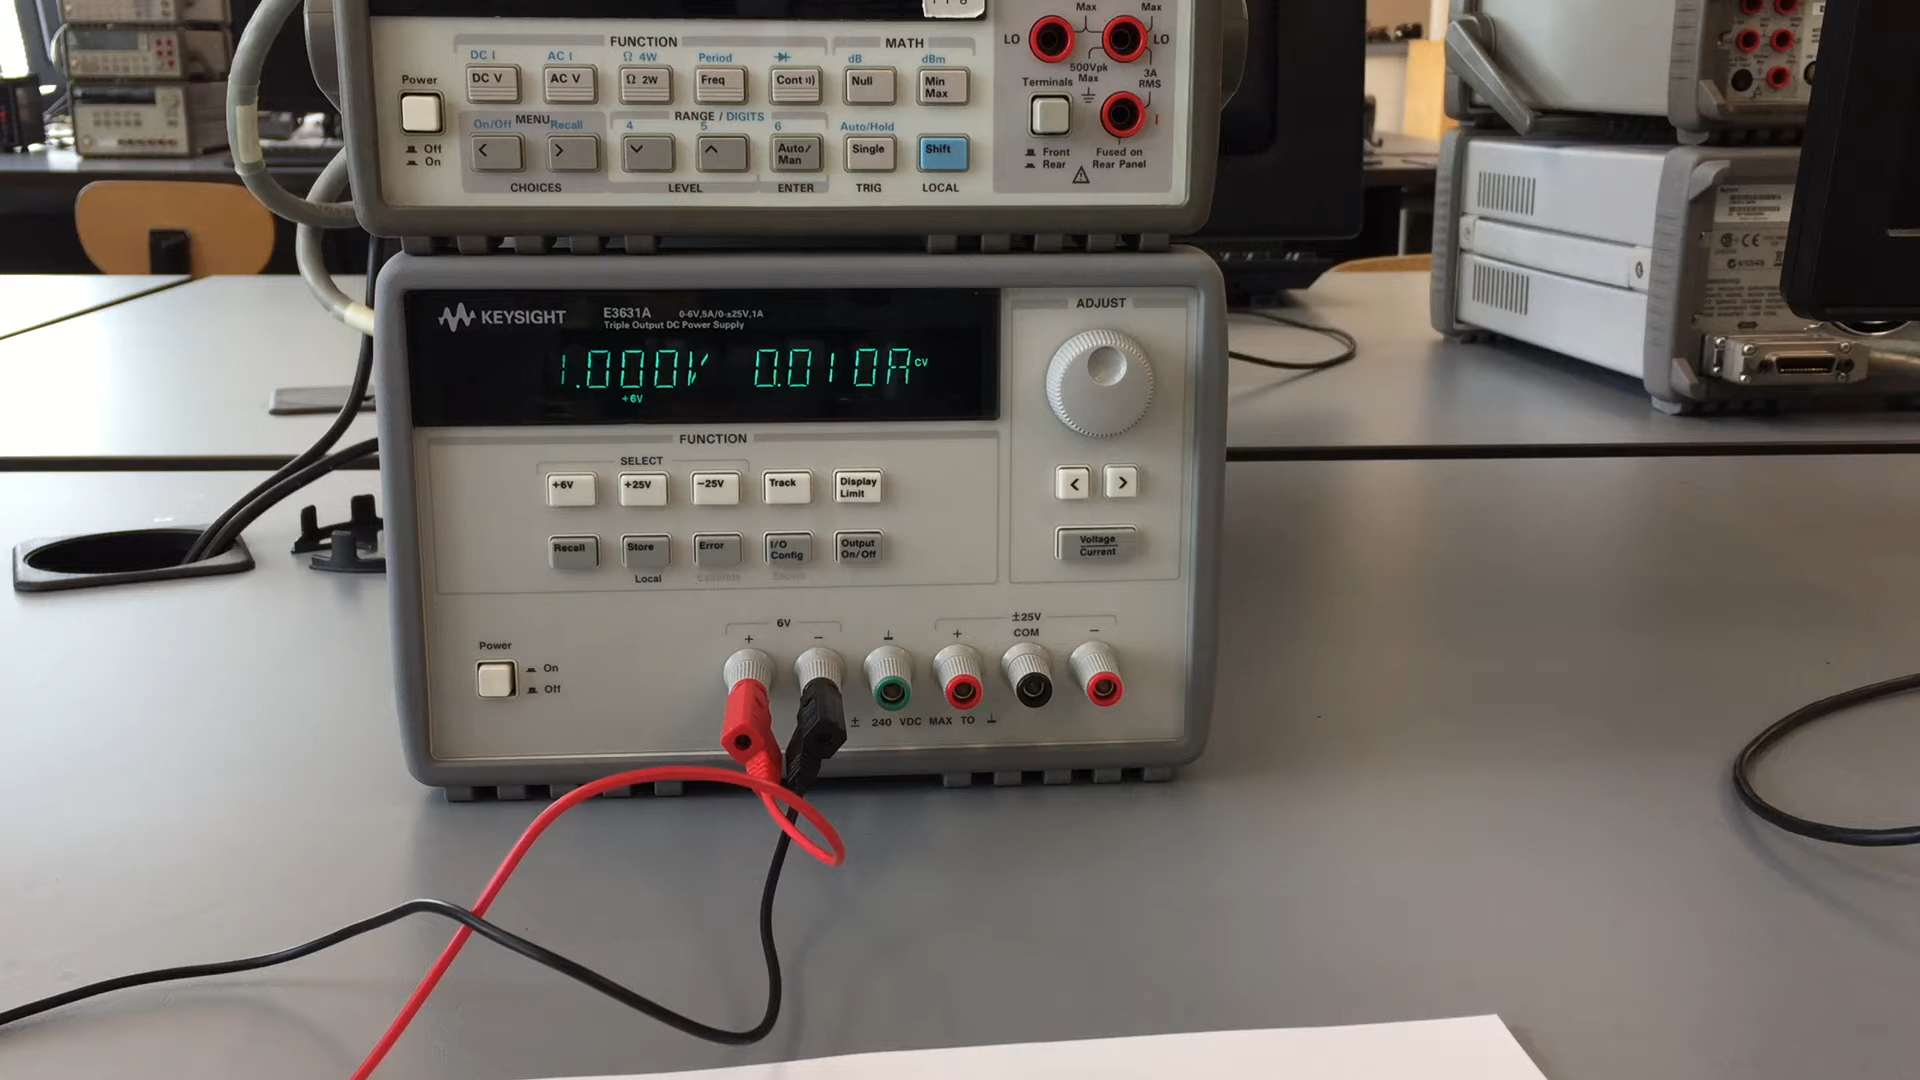 FUNCTION
MATH
DC I
AC I
Ω 4W
Period
dB
dBm
Power
DC V
AC V
Ω 2W
Freq
Cont
Null
Min
Max
Off
On
On/Off
MENU
Recall
RANGE / DIGITS
4
5
6
Auto/Hold
Auto/
Man
Single
Shift
CHOICES
LEVEL
ENTER
TRIG
LOCAL
Max
Max
LO
LO
500Vpk
Max
3A
RMS
Terminals
I
Front
Rear
Fused on
Rear Panel
KEYSIGHT
E3631A 0-6V,5A/0-±25V,1A
Triple Output DC Power Supply
1.000V 0.010A CV
+6V
ADJUST
FUNCTION
SELECT
+6V
+25V
-25V
Track
Display
Limit
Recall
Store
Error
I/O
Config
Output
On/Off
Local
Calibrate
Secure
<
>
Voltage
Current
Power
On
Off
6V
+
-
±25V
+
COM
-
± 240 VDC MAX TO